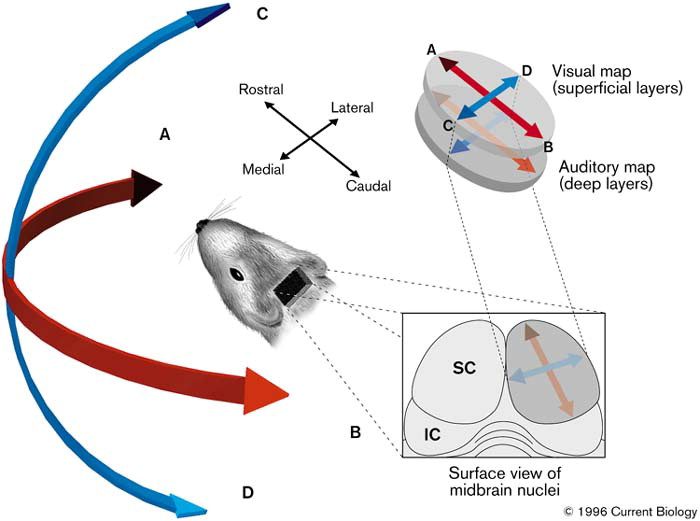 C
A
Rostral
Lateral
Medial
Caudal
A
D
C
B
Visual map
(superficial layers)
Auditory map
(deep layers)
SC
IC
B
D
Surface view of
midbrain nuclei
© 1996 Current Biology